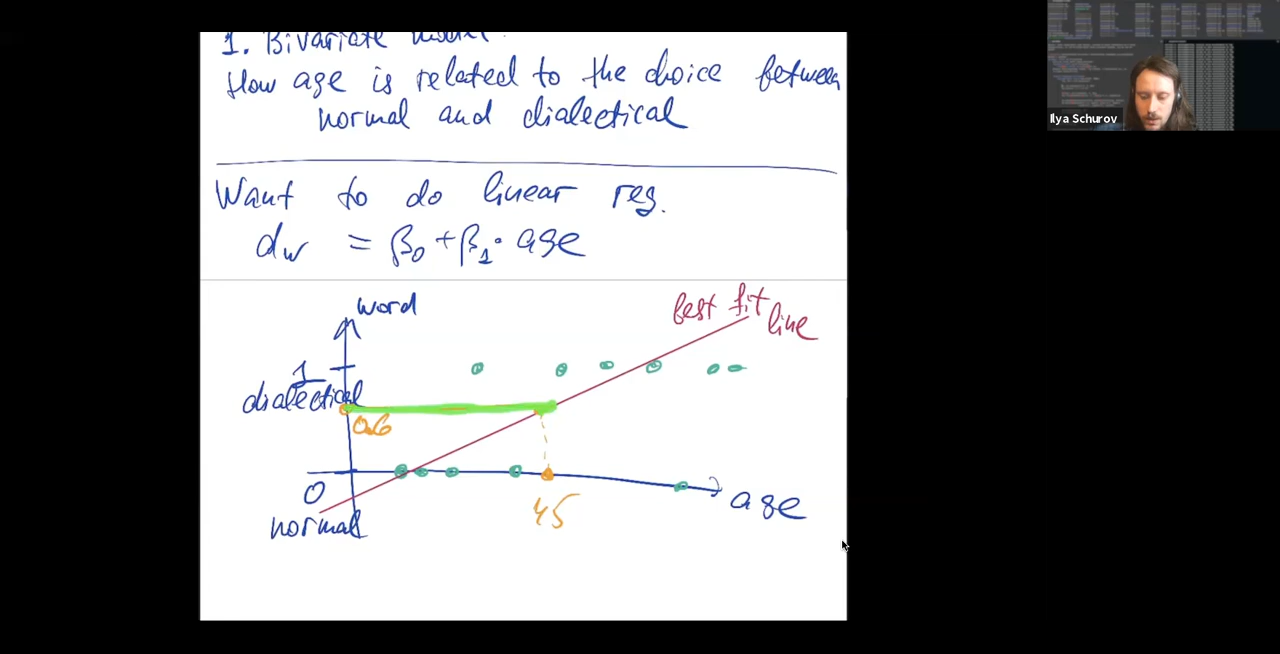 1. Bivariate model.
How age is related to the choice between
normal and dialectical
Want to do linear reg.
dw = β₀ + β₁ · age
word
best fit
line
1
dialectical
0.6
0
45
age
normal
Ilya Schurov